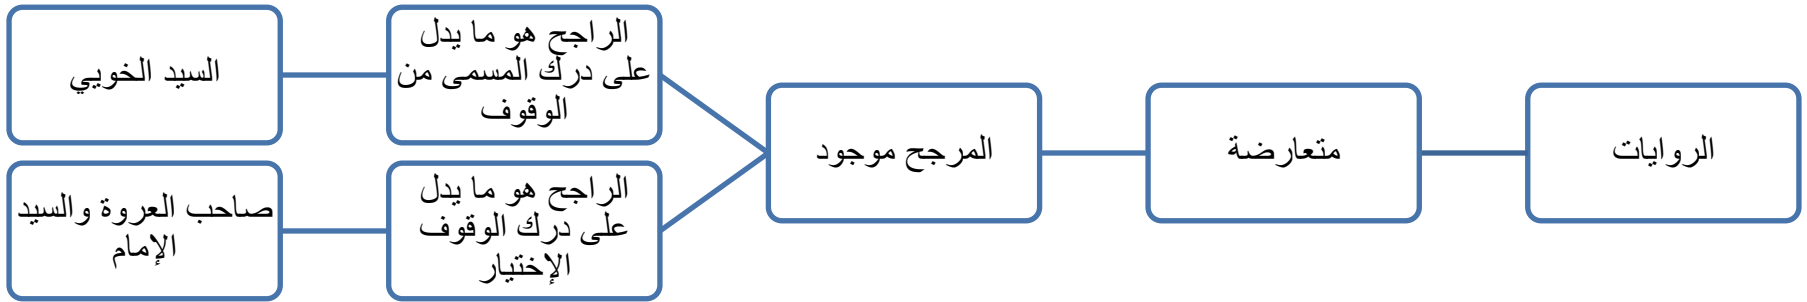 الروايات
متعارضة
المرجح موجود
الراجح هو ما يدل
على درك المسمى من
الوقوف
السيد الخويي
الراجح هو ما يدل
على درك الوقوف
الإختيار
صاحب العروة والسيد
الإمام